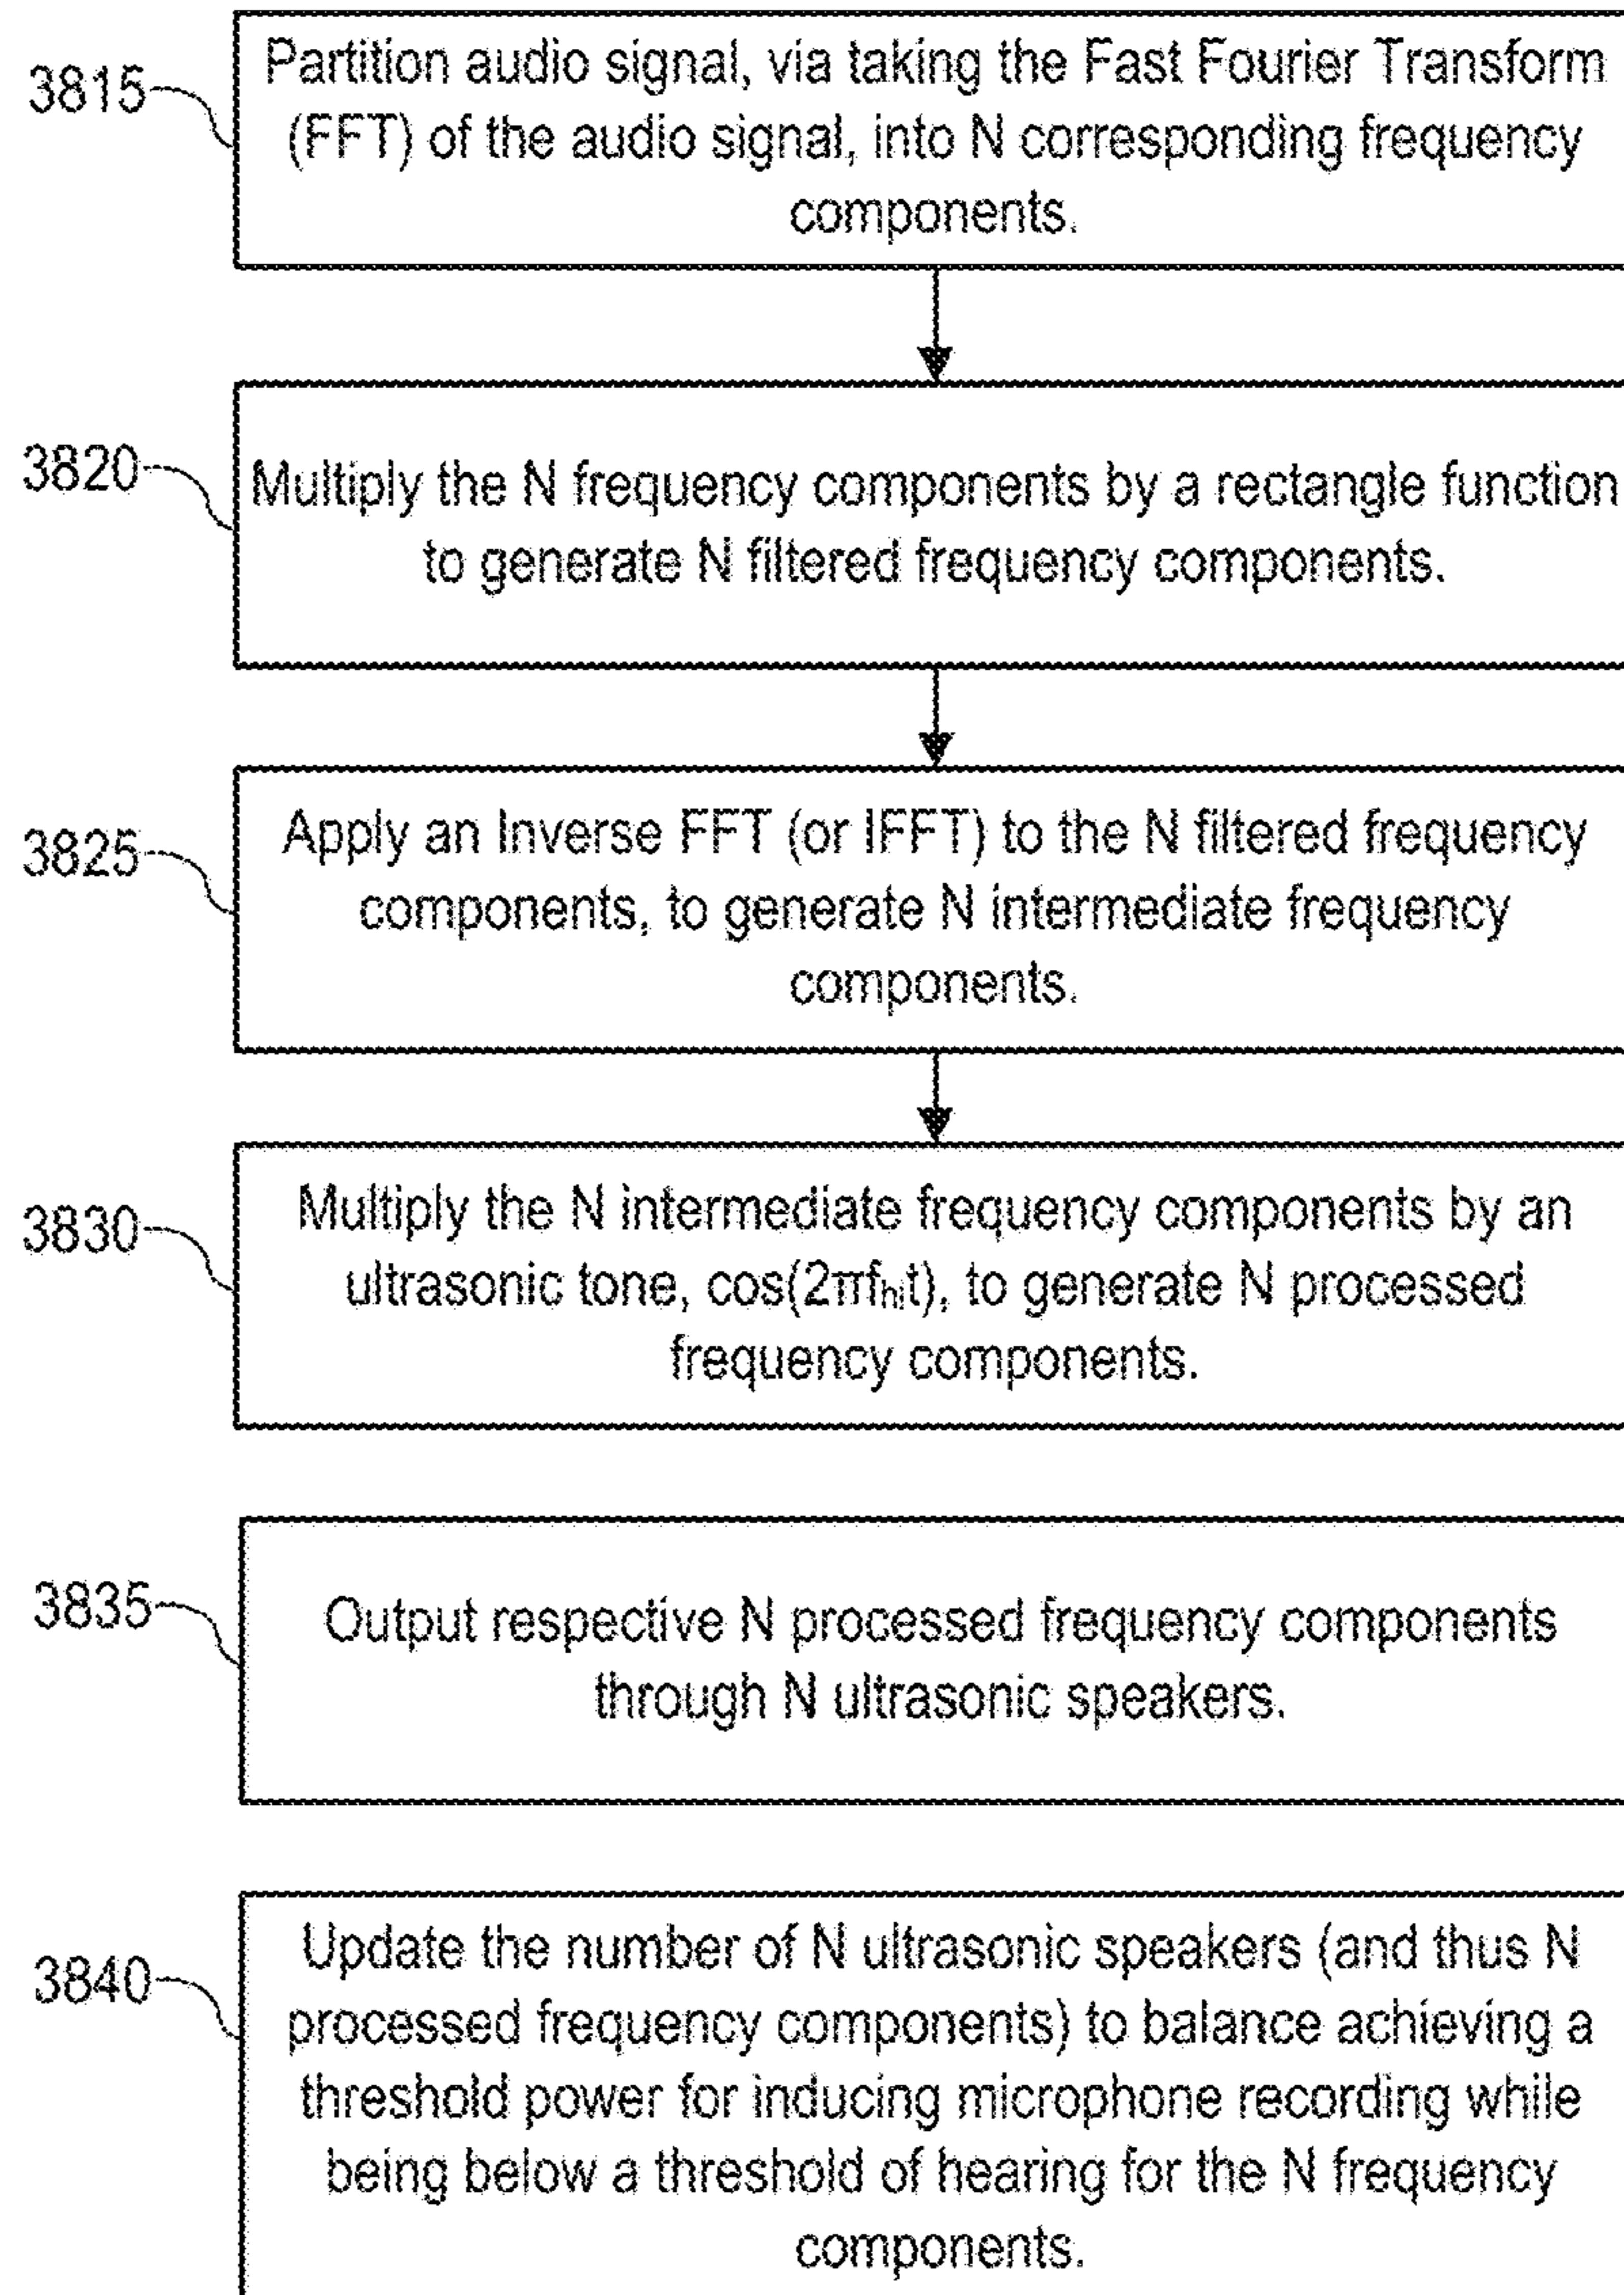 3815
Partition audio signal, via taking the Fast Fourier Transform
(FFT) of the audio signal, into N corresponding frequency
components.
3820
Multiply the N frequency components by a rectangle function
to generate N filtered frequency components.
3825
Apply an Inverse FFT (or IFFT) to the N filtered frequency
components, to generate N intermediate frequency
components.
3830
Multiply the N intermediate frequency components by an
ultrasonic tone, cos(2πfₕᵢt), to generate N processed
frequency components.
3835
Output respective N processed frequency components
through N ultrasonic speakers.
3840
Update the number of N ultrasonic speakers (and thus N
processed frequency components) to balance achieving a
threshold power for inducing microphone recording while
being below a threshold of hearing for the N frequency
components.